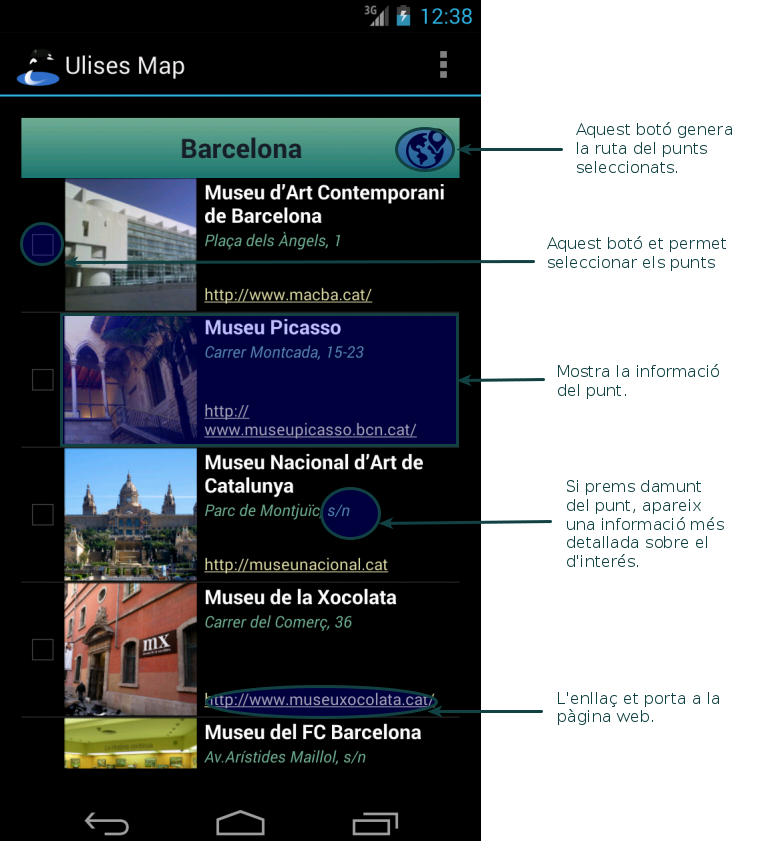 3G 12:38
Ulises Map
Barcelona
Museu d'Art Contemporani
de Barcelona
Plaça dels Àngels, 1
http://www.macba.cat/
Museu Picasso
Carrer Montcada, 15-23
http://
www.museupicasso.bcn.cat/
Museu Nacional d'Art de
Catalunya
Parc de Montjuïc s/n
http://museunacional.cat
mx
Museu de la Xocolata
Carrer del Comerç, 36
http://www.museuxocolata.cat/
Museu del FC Barcelona
Av.Arístides Maillol, s/n
Aquest botó genera
la ruta del punts
seleccionats.
Aquest botó et permet
seleccionar els punts
Mostra la informació
del punt.
Si prems damunt
del punt, apareix
una informació més
detallada sobre el
d'interés.
L'enllaç et porta a la
pàgina web.